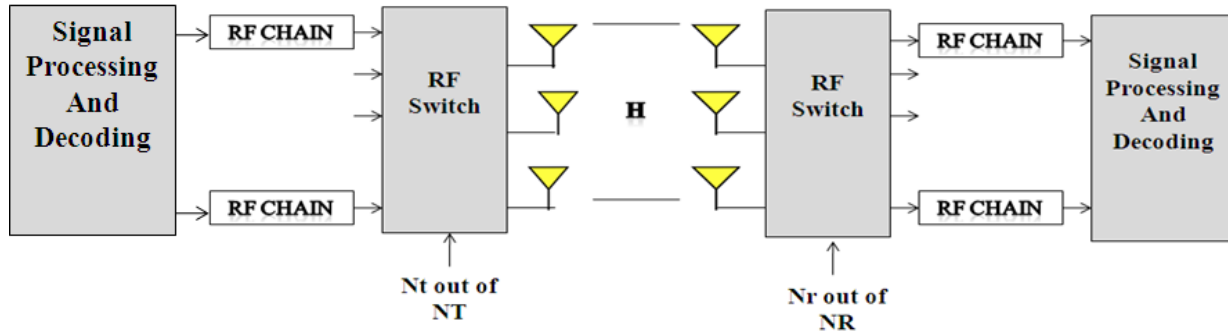 Signal
Processing
And
Decoding
RF CHAIN
RF CHAIN
RF
Switch
Nt out of
NT
H
RF
Switch
Nr out of
NR
RF CHAIN
RF CHAIN
Signal
Processing
And
Decoding